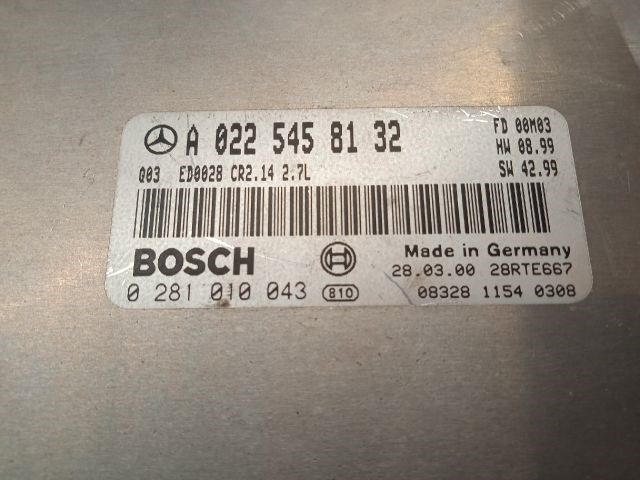 A 022 545 81 32
FD 00M03
HW 08.99
Q03 ED0028 CR2.14 2.7L
SW 42.99
BOSCH
Made in Germany
28.03.00 28RTE667
0 281 010 043 810
08328 1154 0308